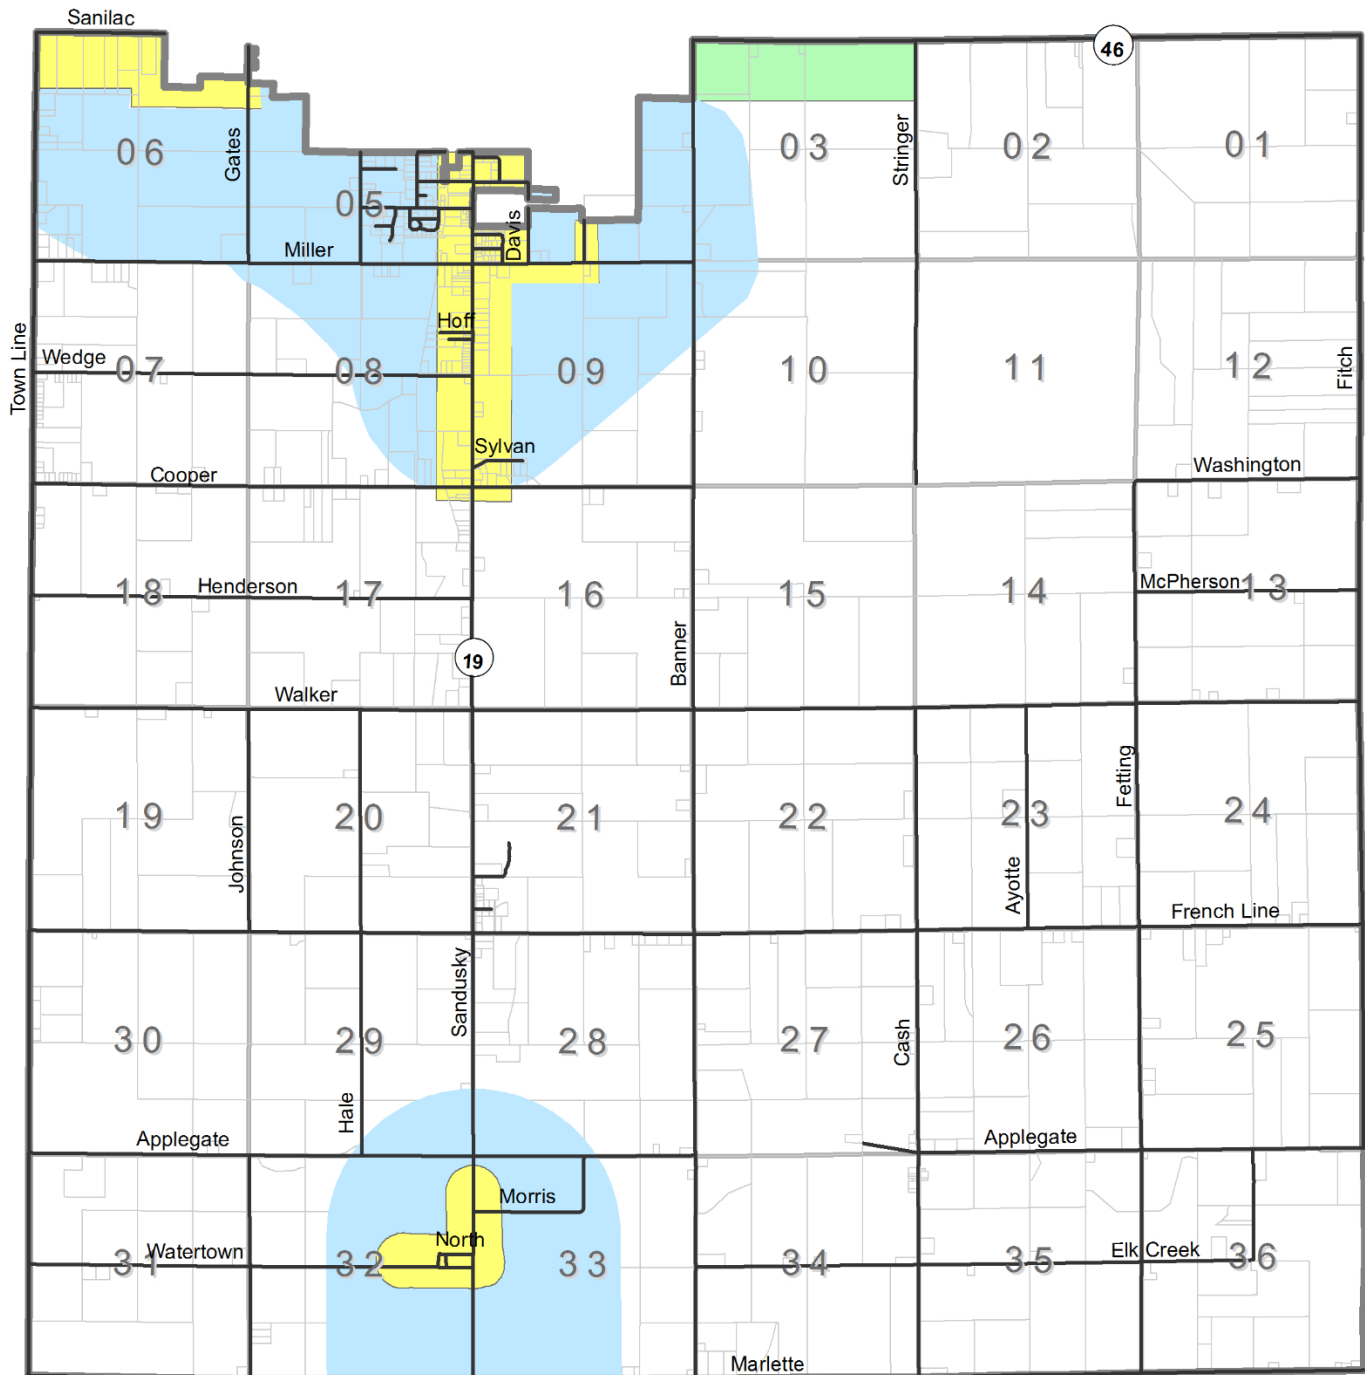 Sanilac
46
06
Gates
05
Davis
03
Stringer
02
01
Miller
Town Line
Wedge
07
08
Hoff
09
10
11
12
Fitch
Sylvan
Cooper
Washington
18
Henderson
17
16
15
14
McPherson
13
19
Banner
Walker
19
Johnson
20
21
22
23
Ayotte
Fetting
24
French Line
30
29
Hale
Sandusky
28
27
Cash
26
25
Applegate
Applegate
Morris
31
Watertown
32
North
33
34
35
Elk Creek
36
Marlette